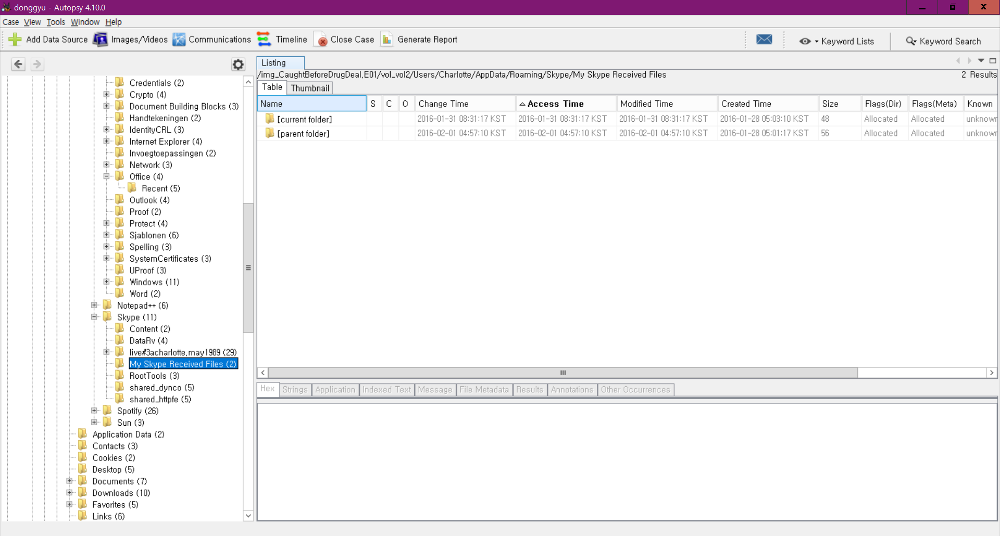 donggyu - Autopsy 4.10.0
Case View Tools Window Help
Add Data Source Images/Videos Communications Timeline Close Case Generate Report Keyword Lists Keyword Search
Listing
/img_CaughtBeforeDrugDeal.E01/vol_vol2/Users/Charlotte/AppData/Roaming/Skype/My Skype Received Files 2 Results
Table Thumbnail
Name S C O Change Time Access Time Modified Time Created Time Size Flags(Dir) Flags(Meta) Known
[current folder] 2016-01-31 08:31:17 KST 2016-01-31 08:31:17 KST 2016-01-31 08:31:17 KST 2016-01-28 05:03:10 KST 48 Allocated Allocated unknown
[parent folder] 2016-02-01 04:57:10 KST 2016-02-01 04:57:10 KST 2016-02-01 04:57:10 KST 2016-01-28 05:01:17 KST 56 Allocated Allocated unknown
Credentials (2)
Crypto (4)
Document Building Blocks (3)
Handtekeningen (2)
IdentityCRL (3)
Internet Explorer (4)
Invoegtoepassingen (2)
Network (3)
Office (4)
Recent (5)
Outlook (4)
Proof (2)
Protect (4)
Sjablonen (6)
Spelling (3)
SystemCertificates (3)
UProof (3)
Windows (11)
Word (2)
Notepad++ (6)
Skype (11)
Content (2)
DataRv (4)
live#3acharlotte.may1989 (29)
My Skype Received Files (2)
RootTools (3)
shared_dynco (5)
shared_httpfe (5)
Spotify (26)
Sun (3)
Application Data (2)
Contacts (3)
Cookies (2)
Desktop (5)
Documents (7)
Downloads (10)
Favorites (5)
Links (6)
Hex Strings Application Indexed Text Message File Metadata Results Annotations Other Occurrences